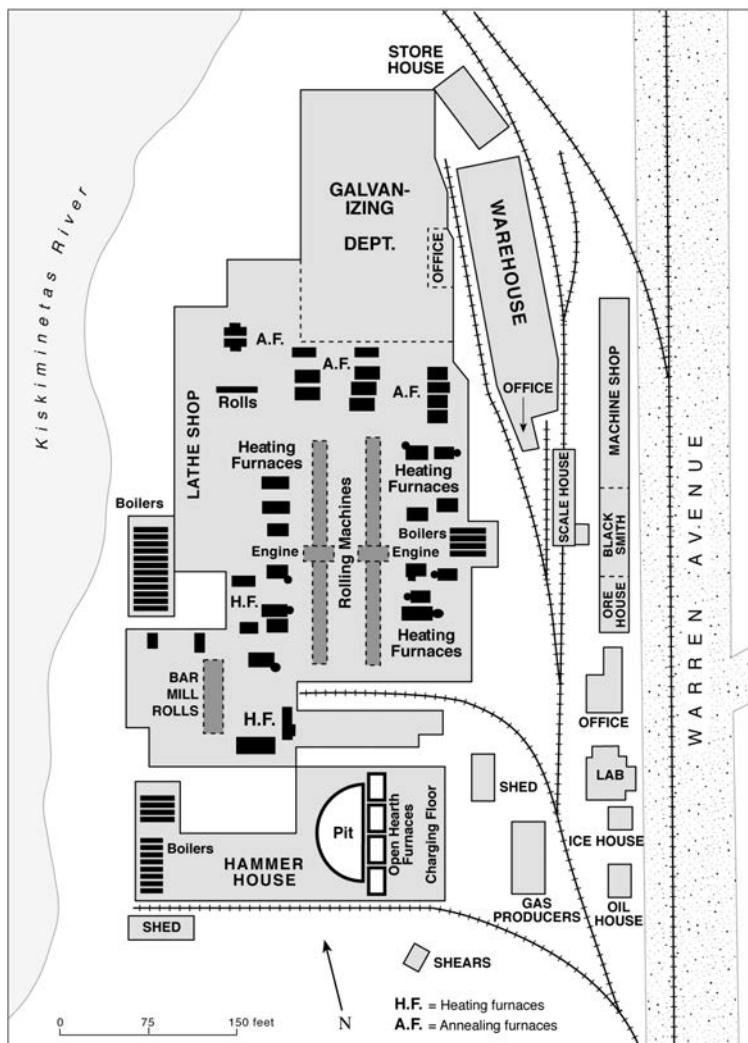 STORE
HOUSE
Kiskiminetas River
GALVAN-
IZING
DEPT.
OFFICE
WAREHOUSE
OFFICE
A.F.
A.F.
A.F.
Rolls
LATHE SHOP
Heating
Furnaces
Heating
Furnaces
MACHINE SHOP
SCALE HOUSE
Boilers
Boilers
Engine
Engine
Rolling Machines
BLACK
SMITH
ORE
HOUSE
WARREN AVENUE
H.F.
Heating
Furnaces
BAR
MILL
ROLLS
H.F.
OFFICE
SHED
LAB
ICE HOUSE
Pit
Open Hearth
Furnaces
Charging Floor
Boilers
HAMMER
HOUSE
GAS
PRODUCERS
OIL
HOUSE
SHED
SHEARS
N
H.F. = Heating furnaces
A.F. = Annealing furnaces
0 75 150 feet